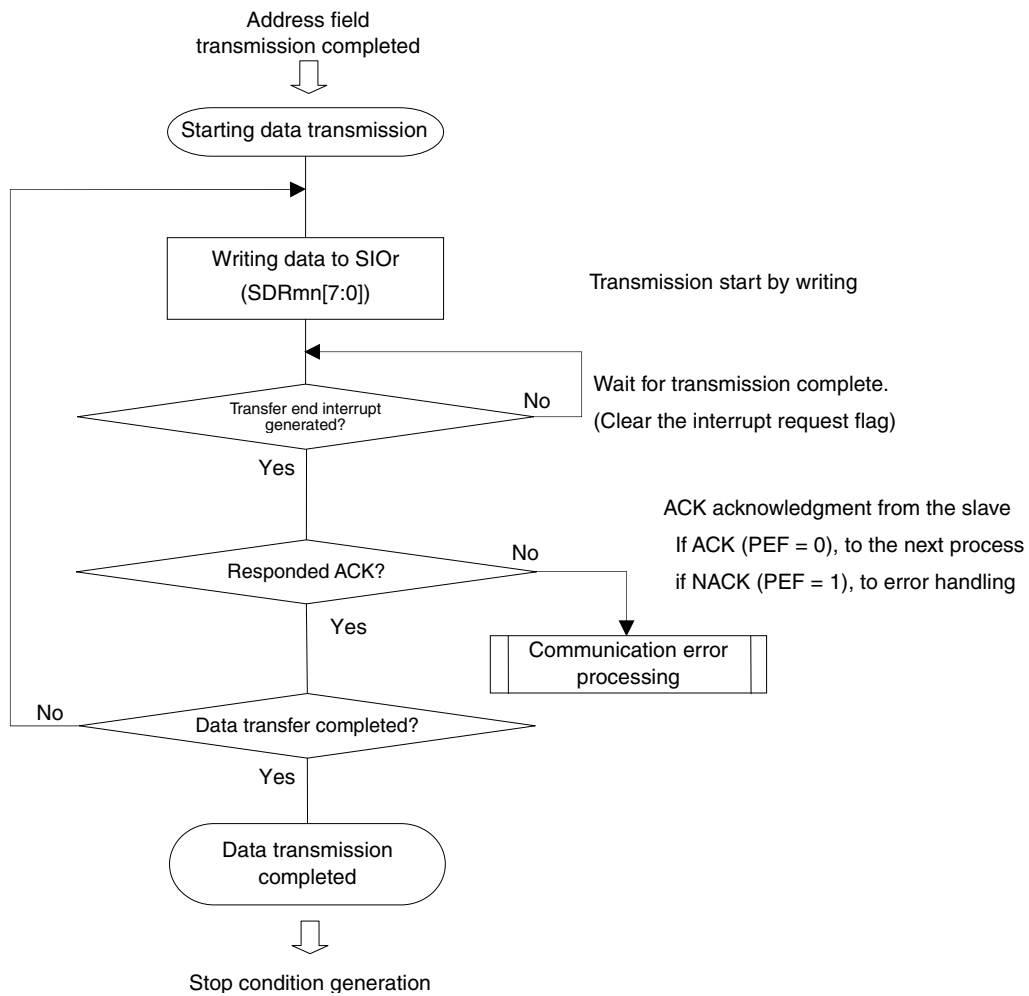 Address field
transmission completed
Starting data transmission
Writing data to SIOr
(SDRmn[7:0])
Transmission start by writing
Transfer end interrupt
generated?
No
Wait for transmission complete.
(Clear the interrupt request flag)
Yes
ACK acknowledgment from the slave
If ACK (PEF = 0), to the next process
if NACK (PEF = 1), to error handling
Responded ACK?
No
Yes
Communication error
processing
No
Data transfer completed?
Yes
Data transmission
completed
Stop condition generation